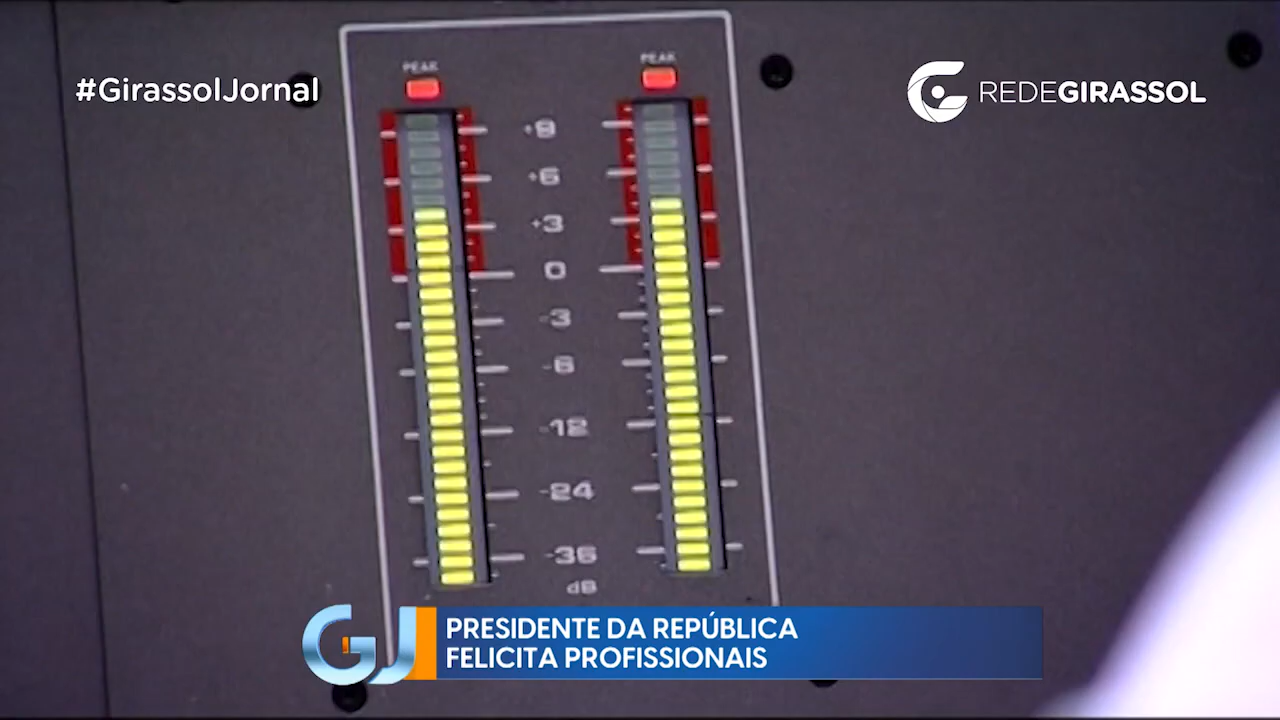 #GirassolJornal
REDEGIRASSOL
PEAK
PEAK
+9
+6
+3
0
-3
-6
-12
-24
-36
dB
GJ
PRESIDENTE DA REPÚBLICA
FELICITA PROFISSIONAIS